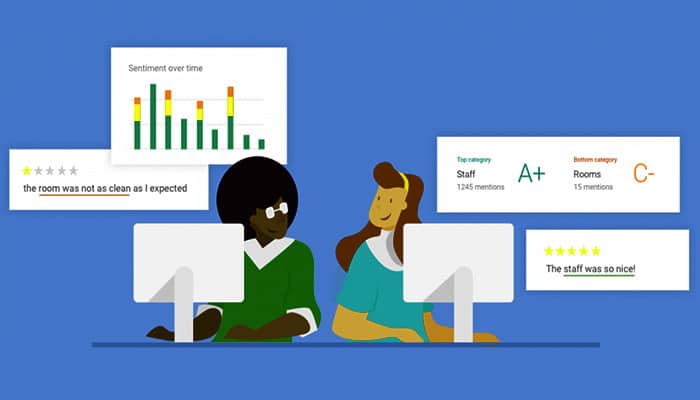 Sentiment over time
the room was not as clean as I expected
Top category
Staff
1245 mentions
A+
Bottom category
Rooms
15 mentions
C-
The staff was so nice!